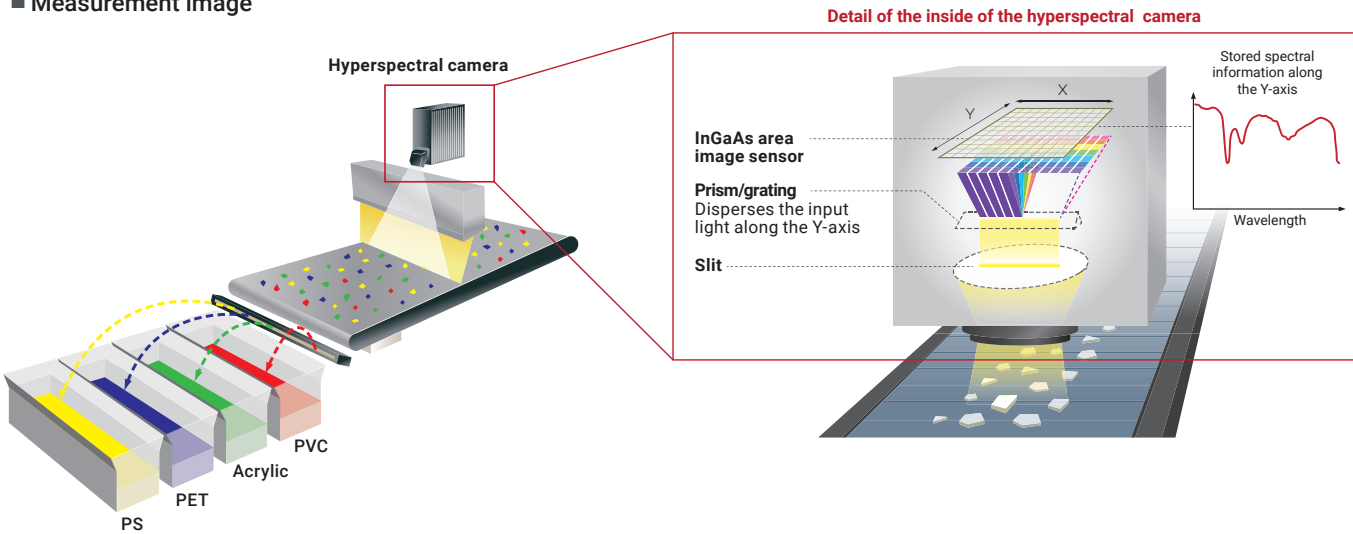 ■ Measurement image
Detail of the inside of the hyperspectral camera
Hyperspectral camera
Stored spectral
information along
the Y-axis
X
Y
InGaAs area
image sensor
Prism/grating
Disperses the input
light along the Y-axis
Slit
Wavelength
PVC
Acrylic
PET
PS